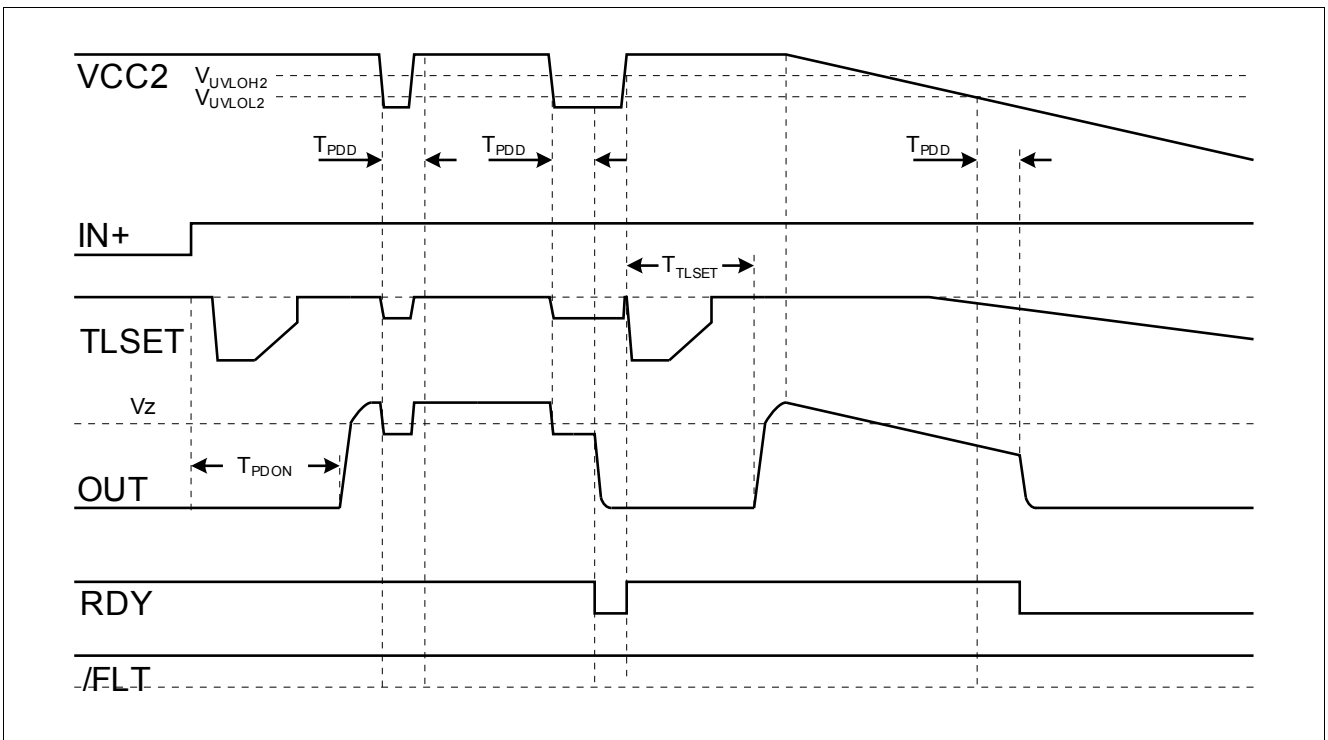 VCC2
VUVLOH2
VUVLOL2
TPDD
TPDD
TPDD
IN+
TTLSET
TLSET
Vz
TPDON
OUT
RDY
/FLT